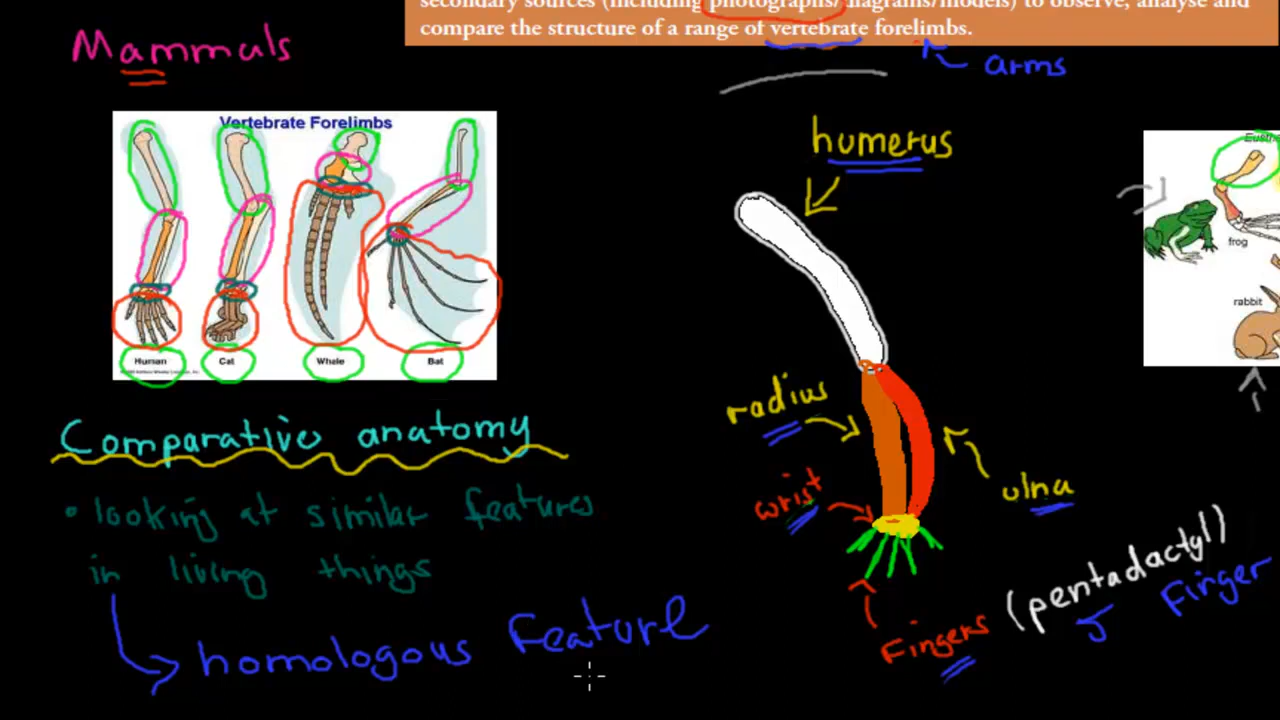 secondary sources (including photographs/diagrams/models) to observe, analyse and
compare the structure of a range of vertebrate forelimbs.
Mammals
arms
Vertebrate Forelimbs
Human Cat Whale Bat
humerus
frog
rabbit
radius
ulna
wrist
Fingers (pentadactyl)
5 Finger
Comparative anatomy
• looking at similar features
in living things
homologous Feature